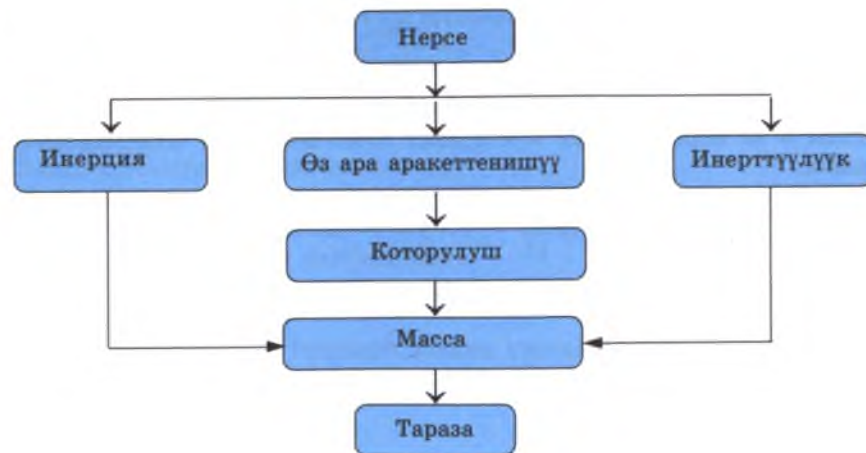 Нерсе
Инерция
Өз ара аракеттенишүү
Инерттүүлүк
Которулуш
Масса
Тараза